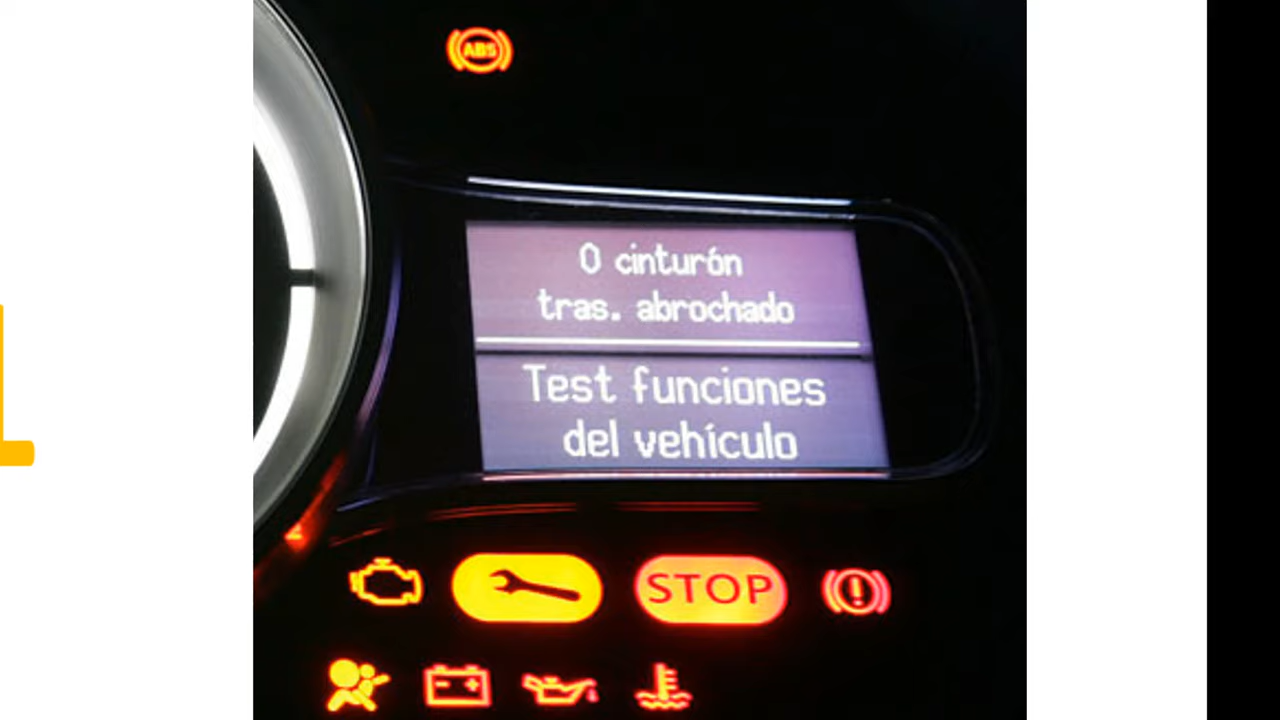 ABS
0 cinturón
tras. abrochado
Test funciones
del vehículo
STOP